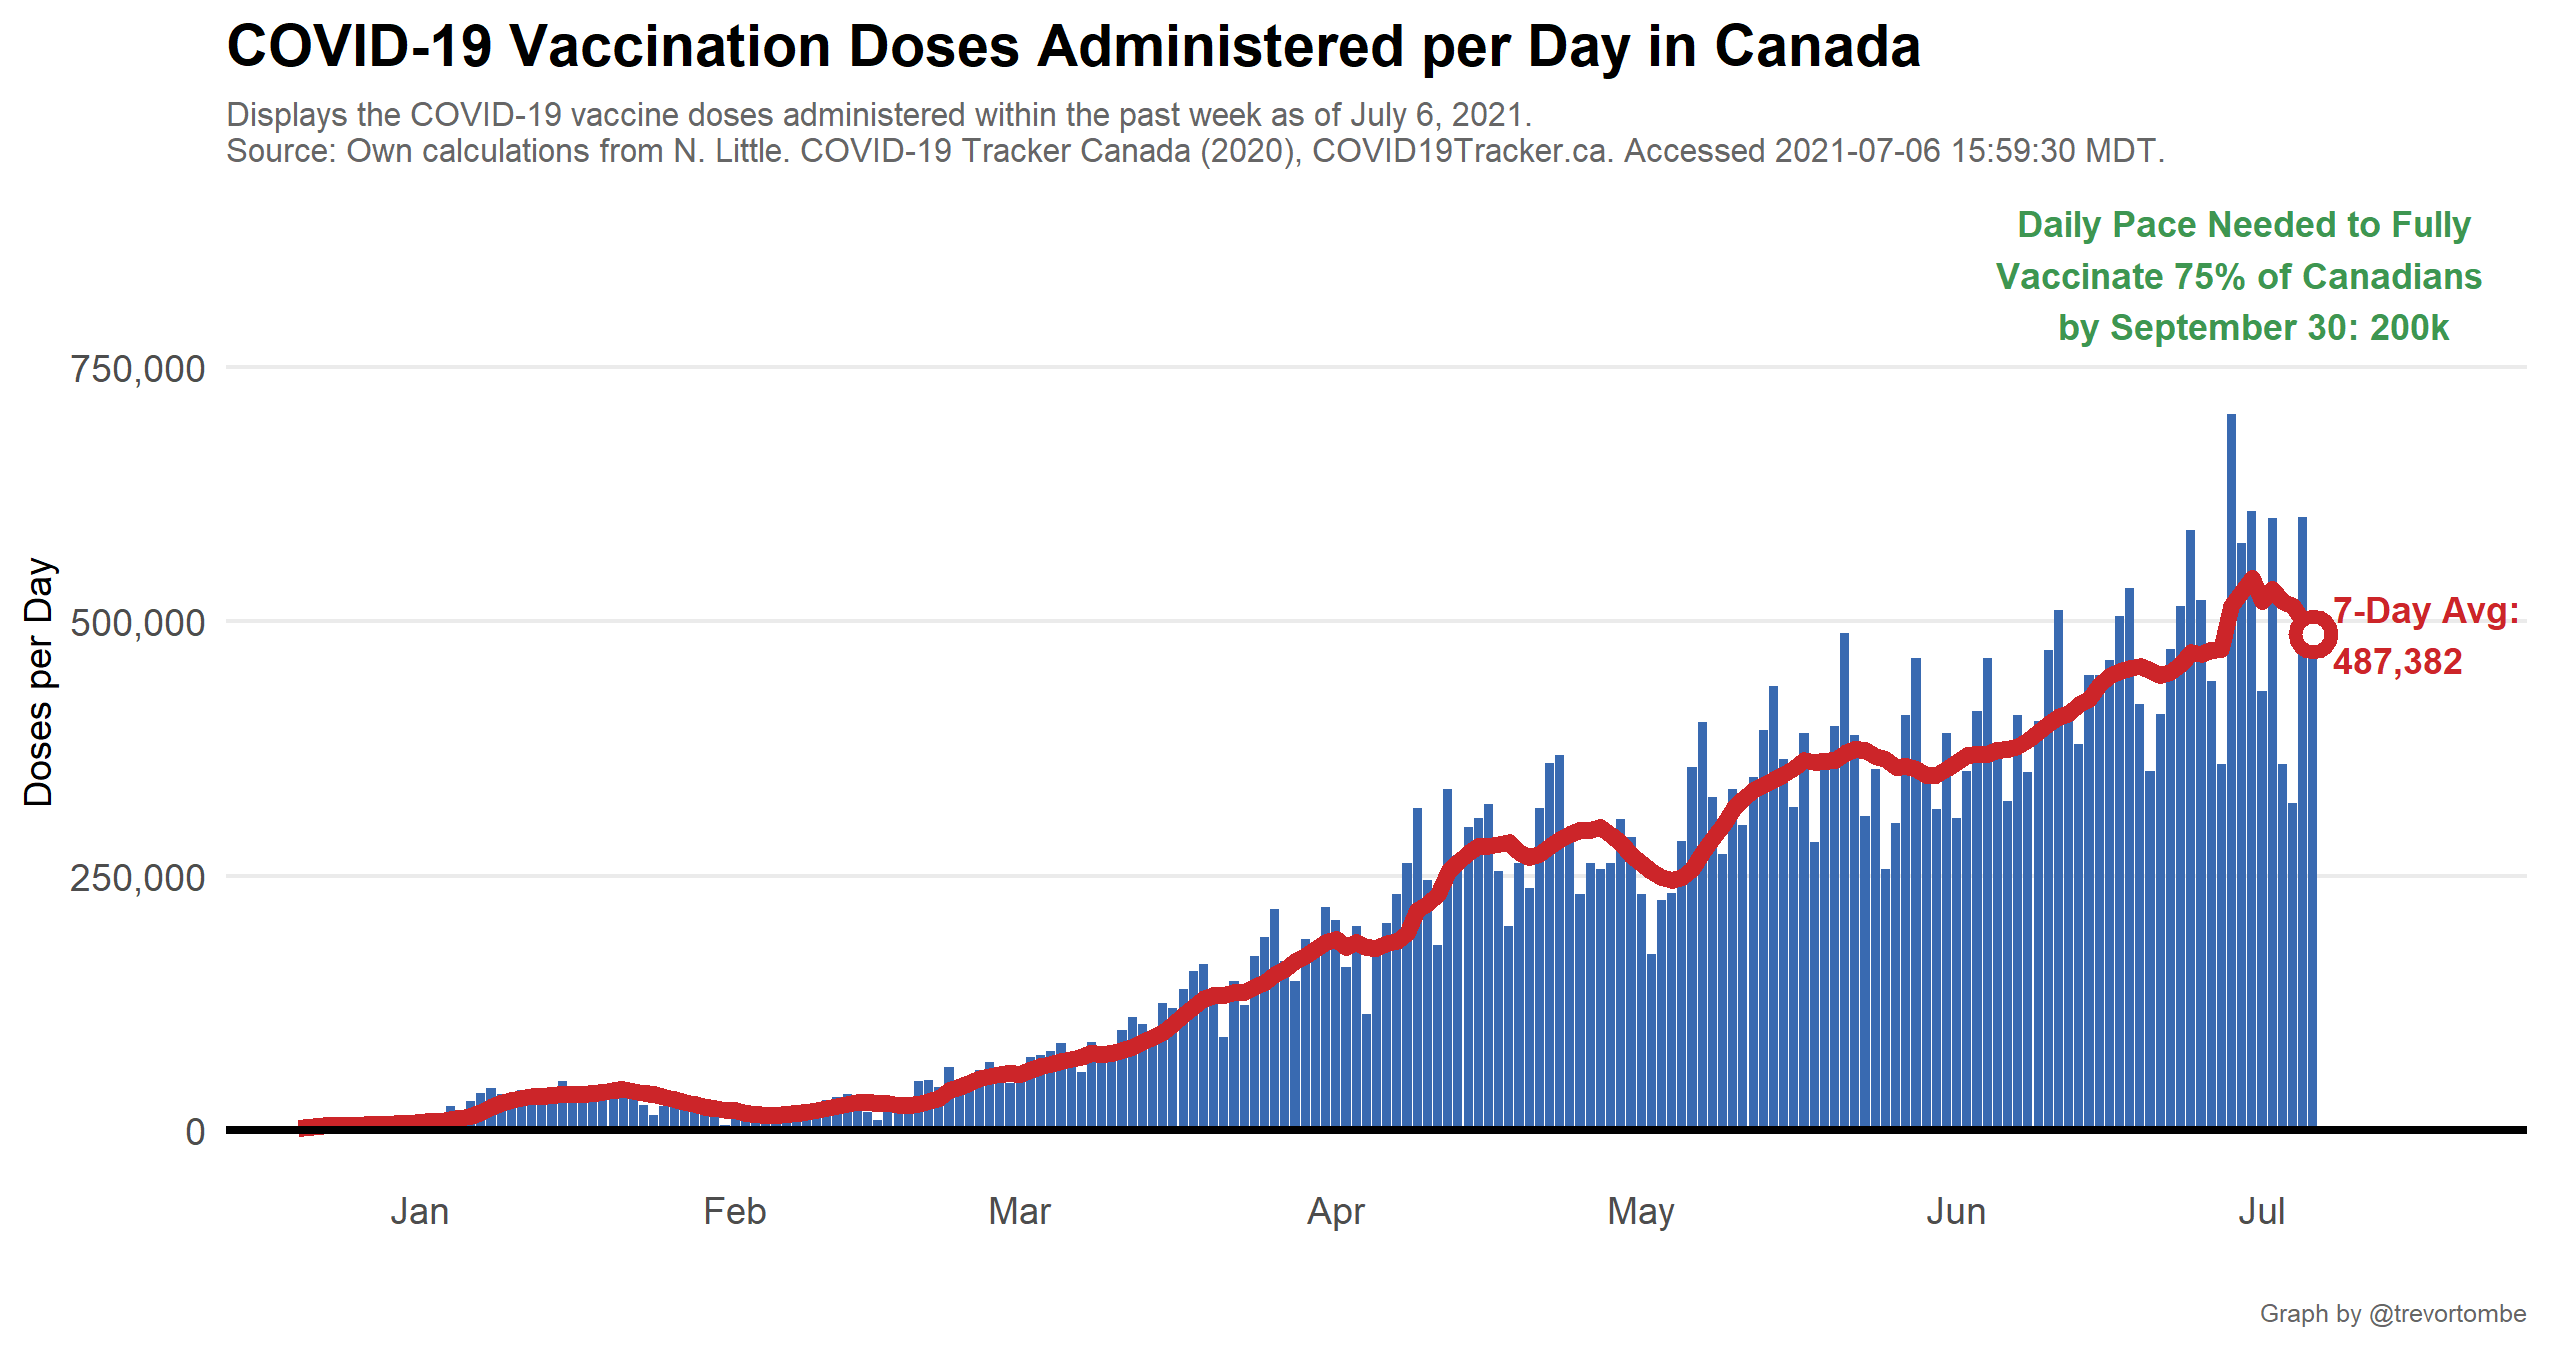 COVID-19 Vaccination Doses Administered per Day in Canada
Displays the COVID-19 vaccine doses administered within the past week as of July 6, 2021.
Source: Own calculations from N. Little. COVID-19 Tracker Canada (2020), COVID19Tracker.ca. Accessed 2021-07-06 15:59:30 MDT.
Daily Pace Needed to Fully
Vaccinate 75% of Canadians
by September 30: 200k
750,000
500,000
250,000
0
Doses per Day
7-Day Avg:
487,382
Jan
Feb
Mar
Apr
May
Jun
Jul
Graph by @trevortombe